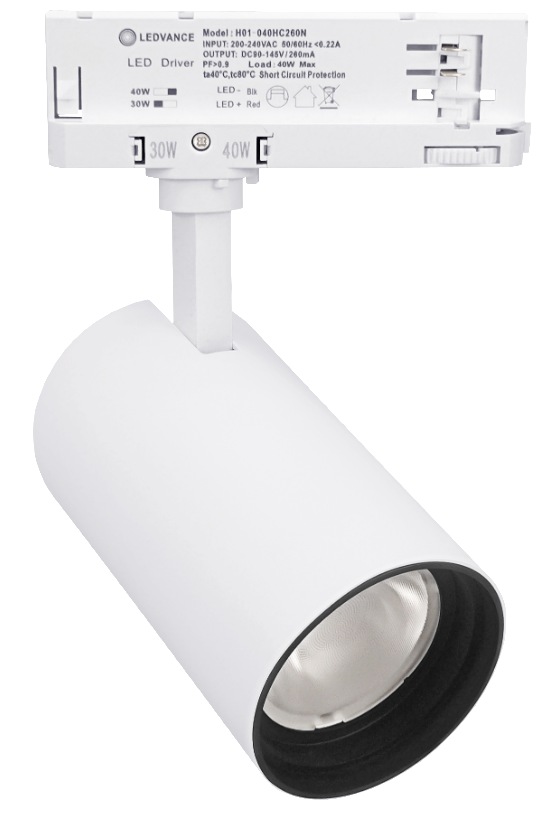 LEDVANCE
LED Driver
40W
30W
Model: H01-040HC260N
INPUT: 200-240VAC 50/60Hz <0.22A
OUTPUT: DC90-145V/260mA
PF>0.9 Load: 40W Max
ta40°C,tc80°C Short Circuit Protection
LED - Blk
LED + Red
30W 40W